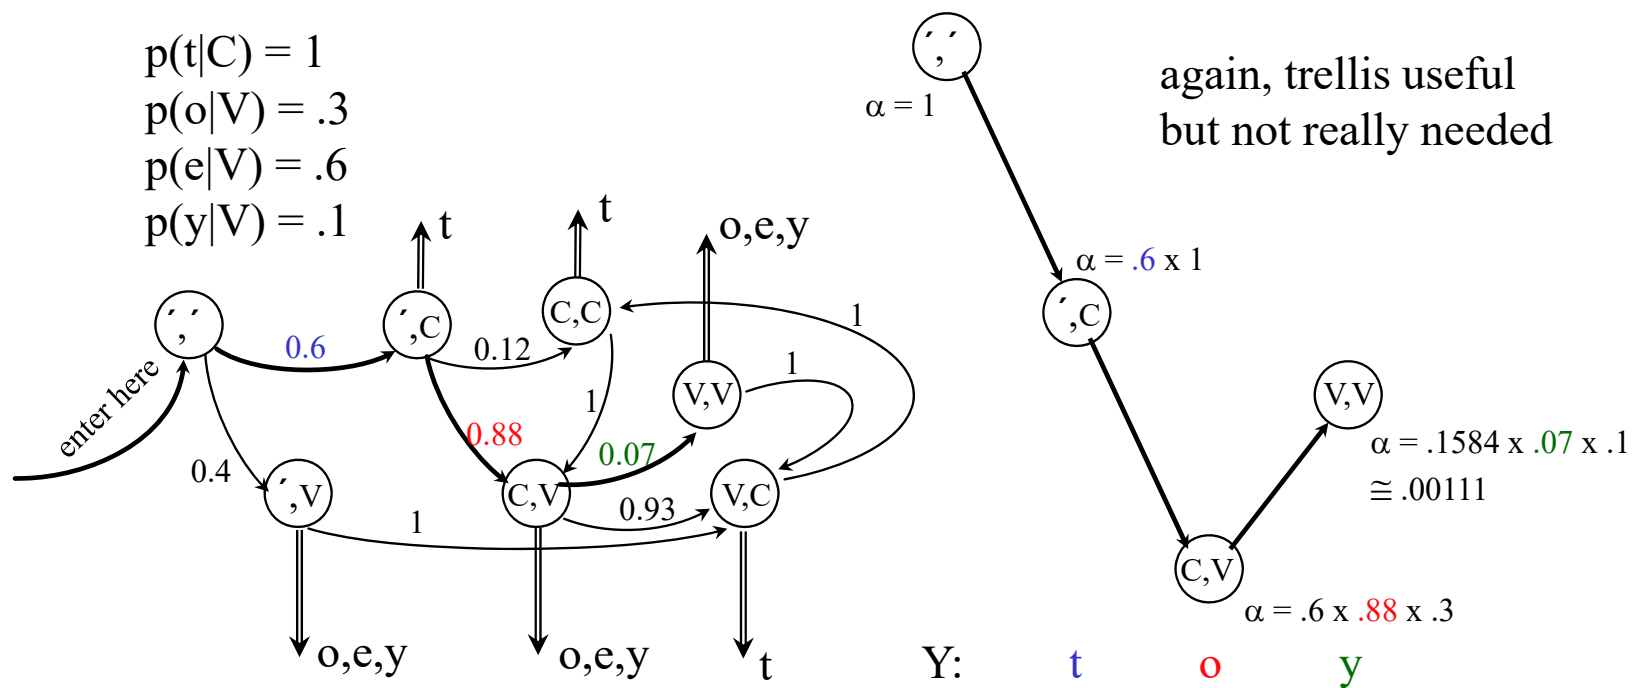 p(t|C) = 1
p(o|V) = .3
p(e|V) = .6
p(y|V) = .1
t
t
o,e,y
´,´
´,C
C,C
0.6
0.12
1
enter here
V,V
1
1
0.88
0.07
0.4
´,V
C,V
V,C
0.93
1
o,e,y
o,e,y
t
´,´
α = 1
again, trellis useful
but not really needed
α = .6 x 1
´,C
V,V
α = .1584 x .07 x .1
≅ .00111
C,V
α = .6 x .88 x .3
Y: t o y